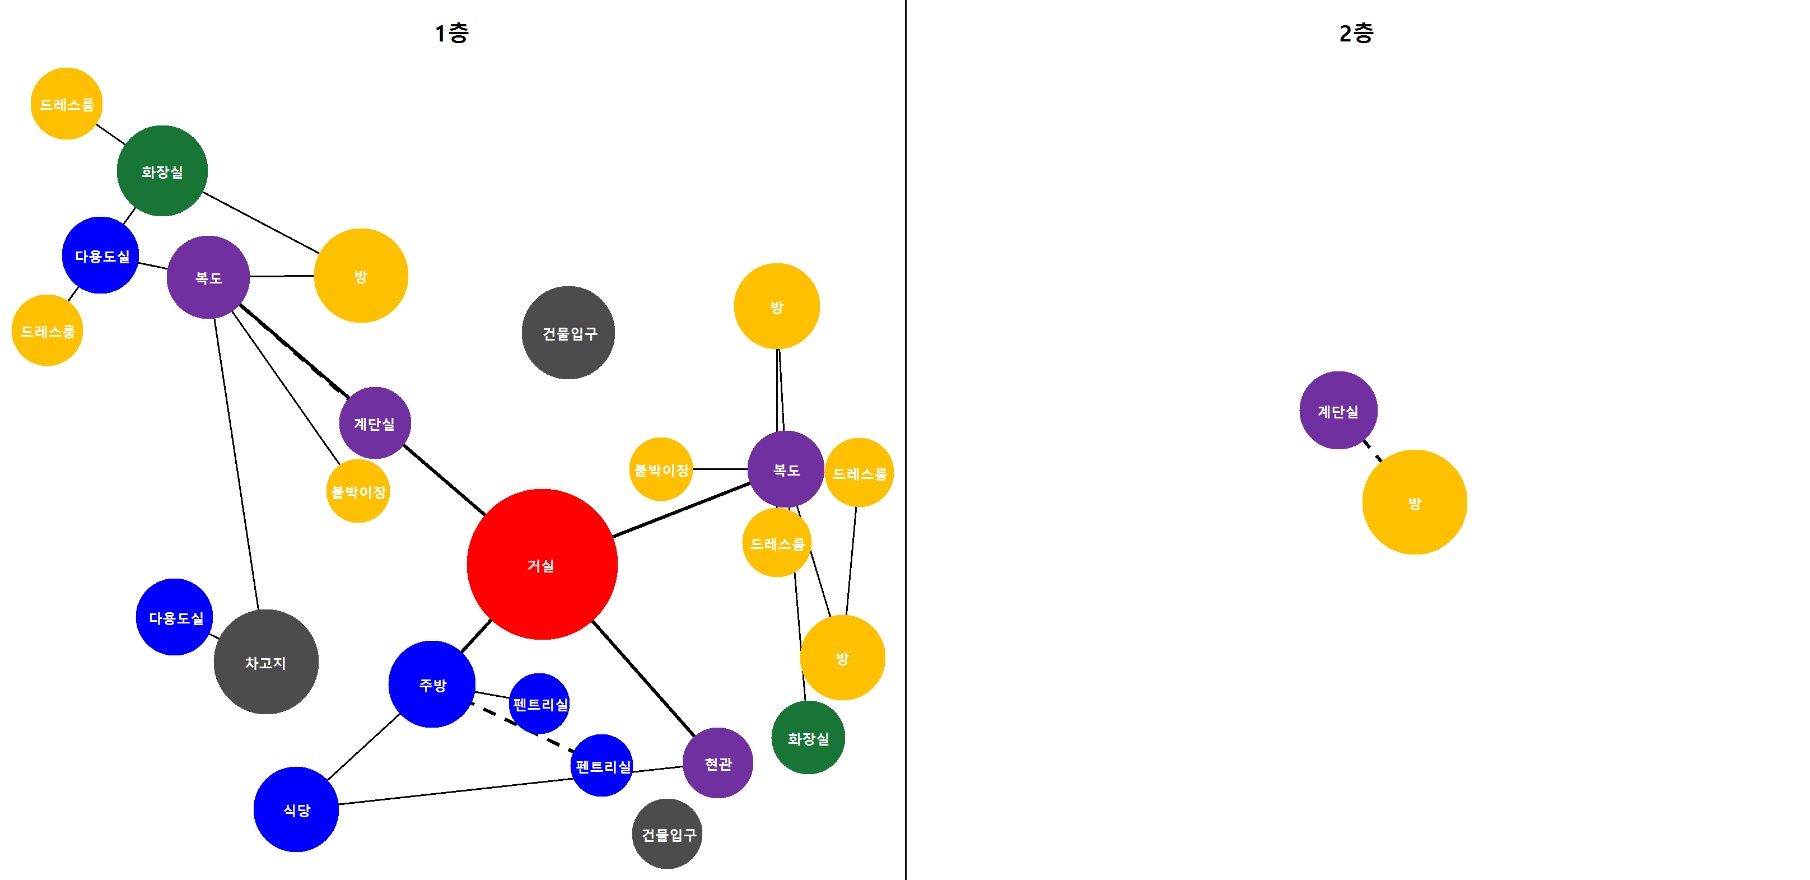 1층
2층
드레스룸
화장실
다용도실
복도
방
드레스룸
건물입구
방
계단실
계단실
붙박이장
붙박이장
복도
드레스룸
방
드레스룸
거실
다용도실
차고지
주방
방
펜트리실
화장실
펜트리실
현관
식당
건물입구